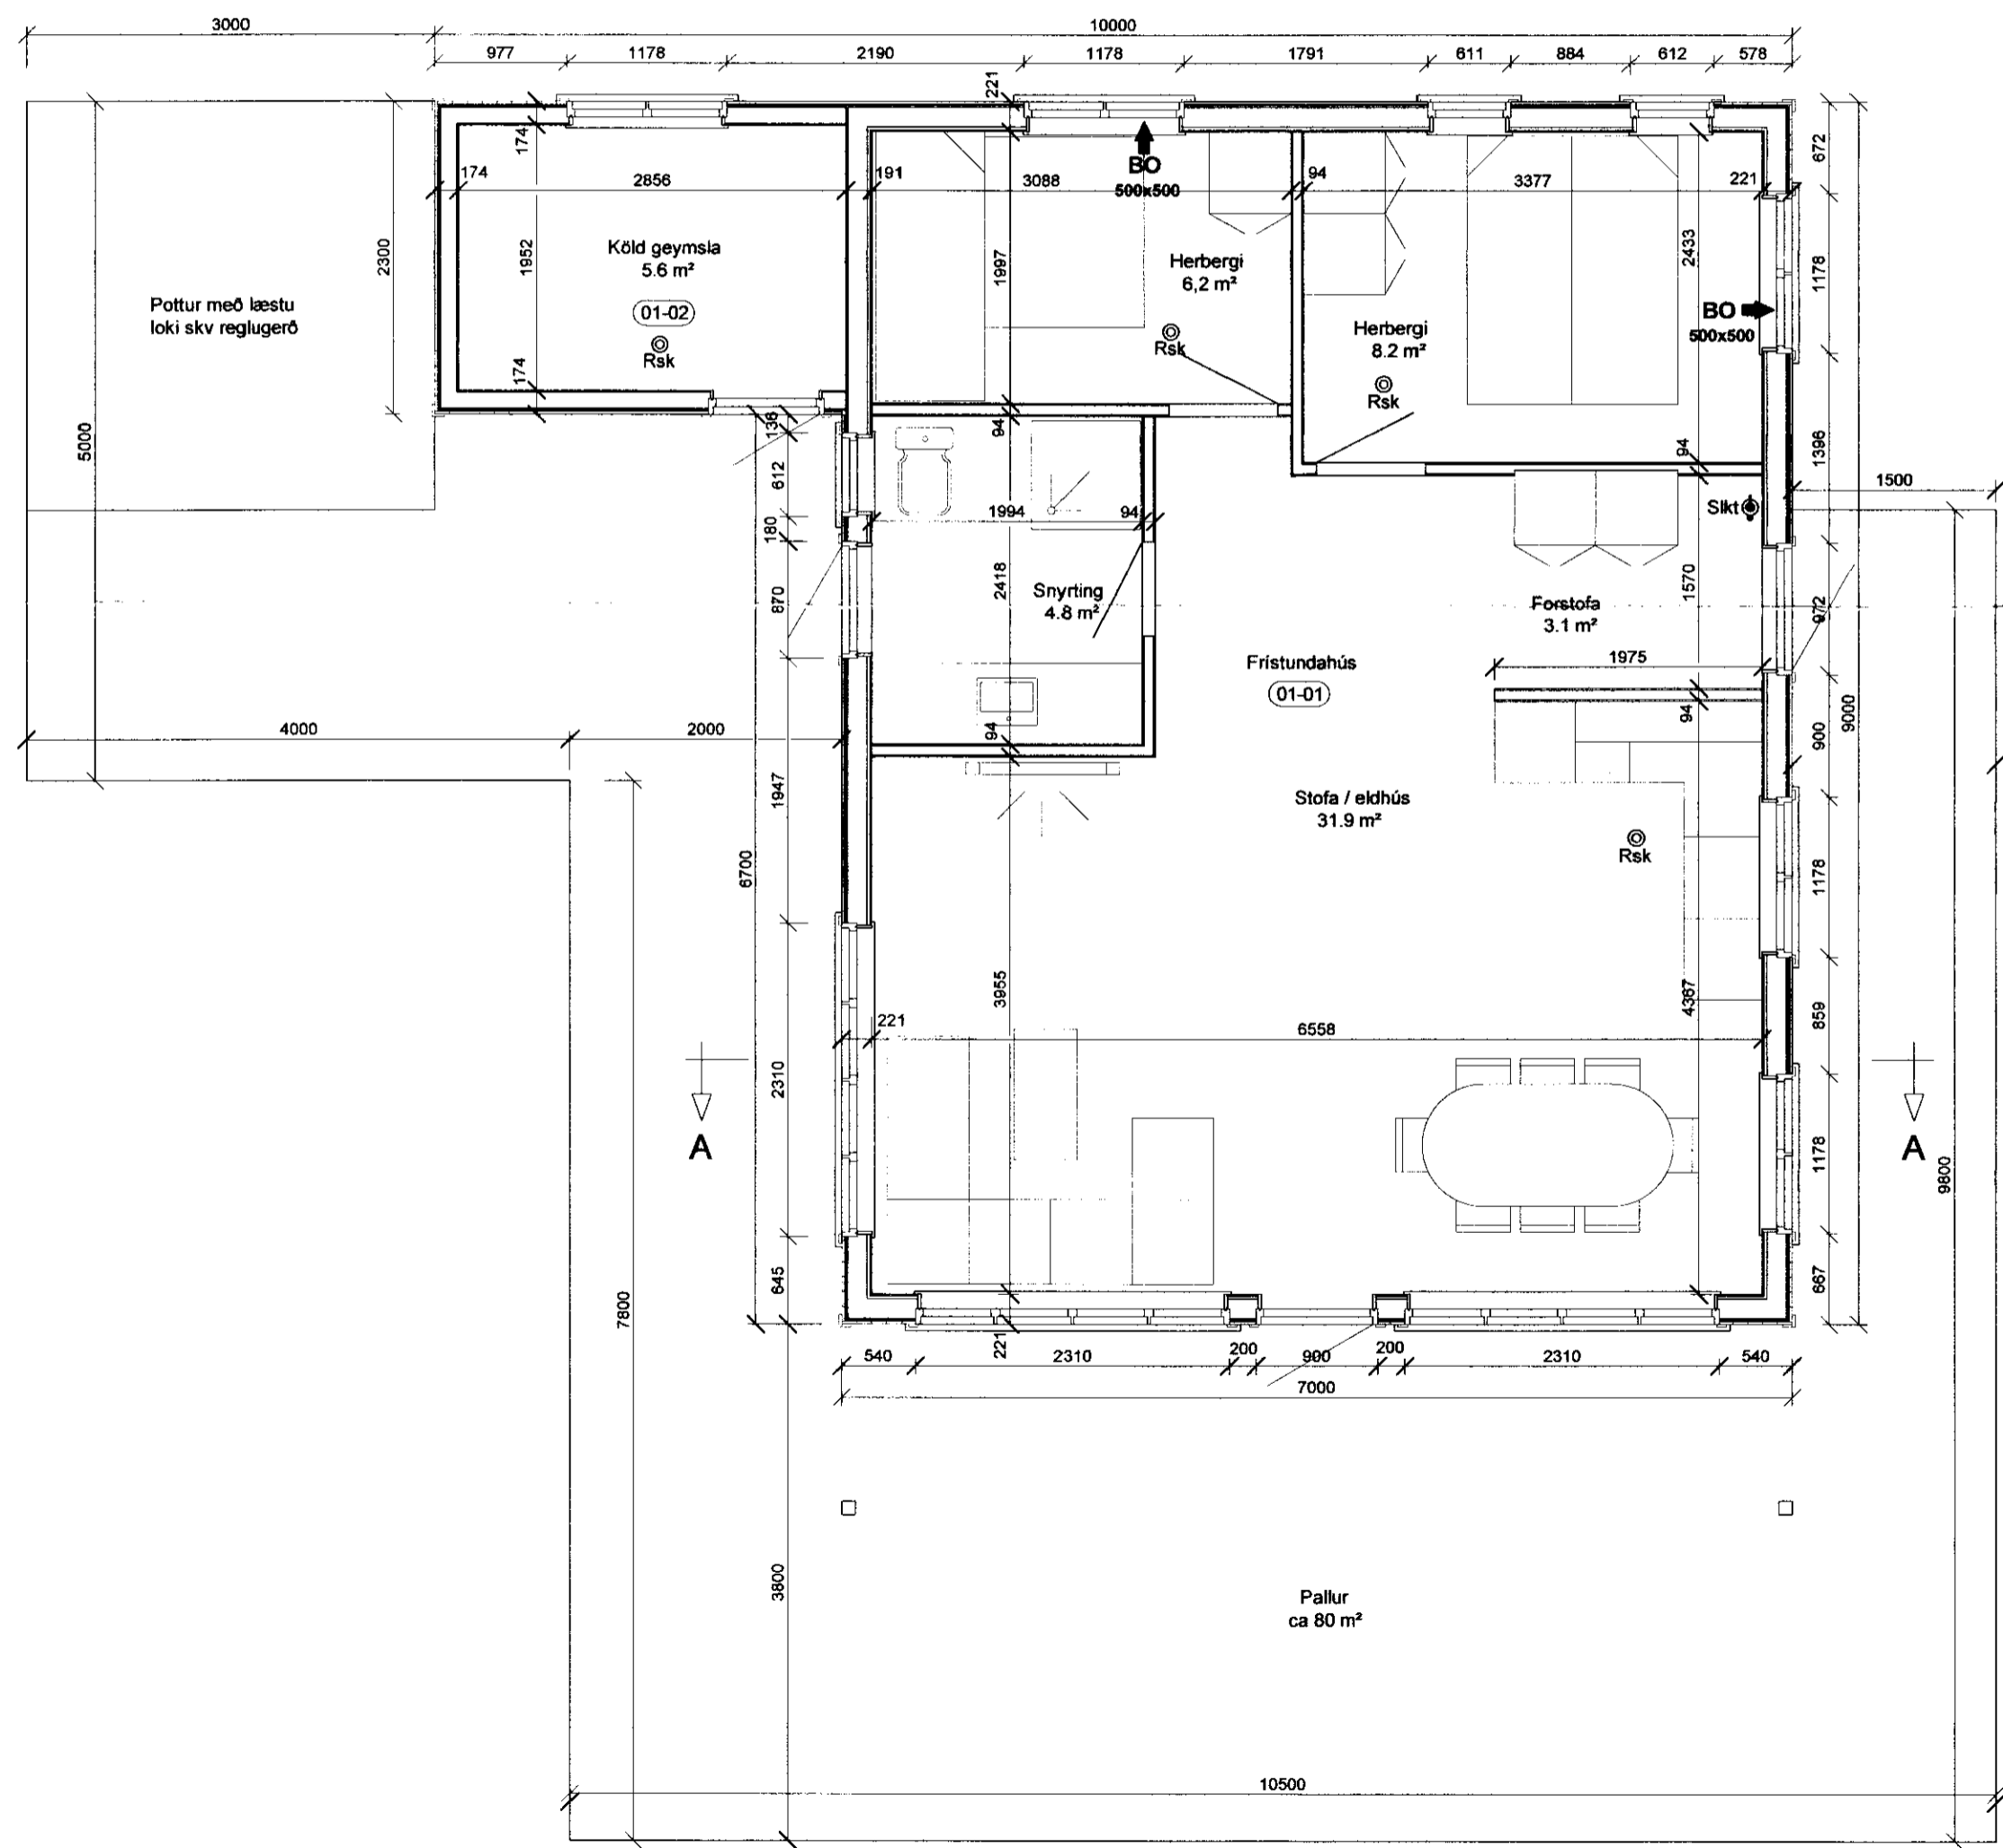 3000
10000
977
1178
2190
1178
1791
611
884
612
578
221
174
174
2856
191
3088
94
3377
221
672
BO
500x500
Köld geymsla
5.6 m²
01-02
Rsk
1952
2300
174
1997
Herbergi
6,2 m²
Rsk
Herbergi
8.2 m²
Rsk
2433
BO
500x500
1178
Pottur með læstu
loki skv reglugerð
5000
136
612
180
870
94
1994
94
2418
Snyrting
4.8 m²
94
94
1396
1500
Slkt
1570
Forstofa
3.1 m²
972
1975
Frístundahús
01-01
94
900
9000
4000
2000
1947
6700
Stofa / eldhús
31.9 m²
Rsk
1178
3955
4367
859
221
6558
2310
A
A
1178
9800
645
667
7800
221
540
2310
200
900
200
2310
540
7000
3800
Pallur
ca 80 m²
10500